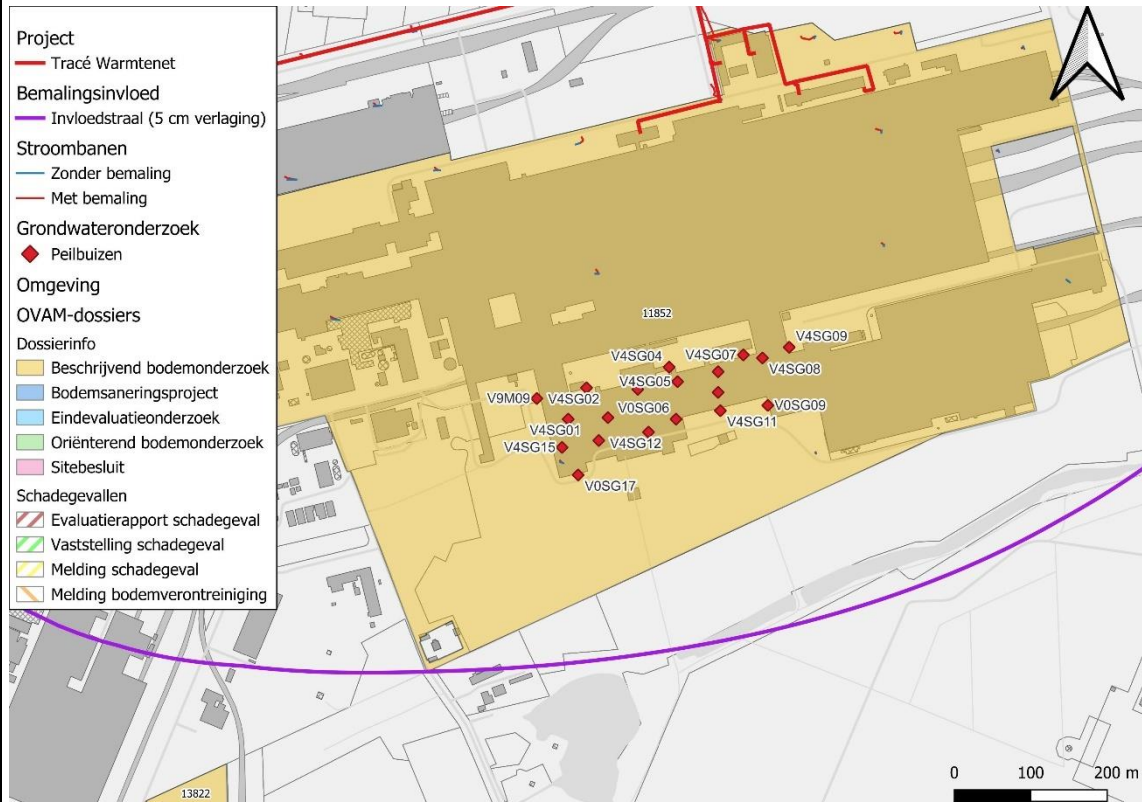 Project
Tracé Warmtenet
Bemalingsinvloed
Invloedstraal (5 cm verlaging)
Stroombanen
Zonder bemaling
Met bemaling
Grondwateronderzoek
Peilbuizen
Omgeving
OVAM-dossiers
Dossierinfo
Beschrijvend bodemonderzoek
Bodemsaneringsproject
Eindevaluatieonderzoek
Oriënterend bodemonderzoek
Sitebesluit
Schadegevallen
Evaluatierapport schadegeval
Vaststelling schadegeval
Melding schadegeval
Melding bodemverontreiniging
11852
V4SG09
V4SG04
V4SG07
V4SG08
V4SG05
V9M09
V4SG02
V0SG06
V0SG09
V4SG11
V4SG01
V4SG12
V4SG15
V0SG17
13822
0 100 200 m